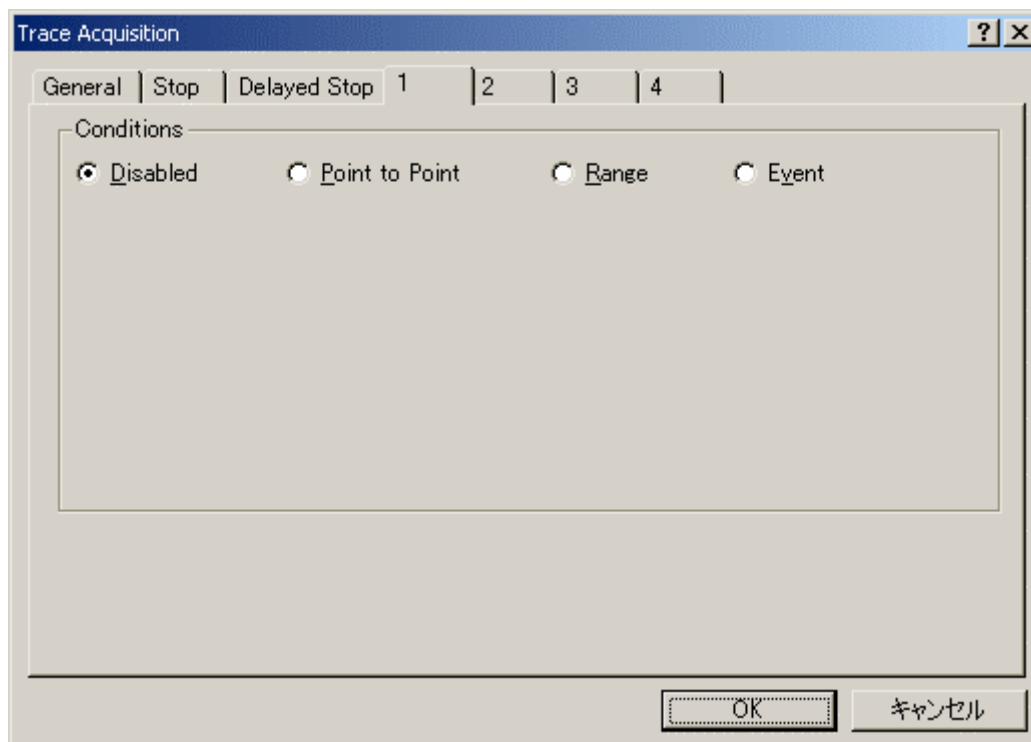 Trace Acquisition
General Stop Delayed Stop 1 2 3 4
Conditions
Disabled Point to Point Range Event
OK キャンセル